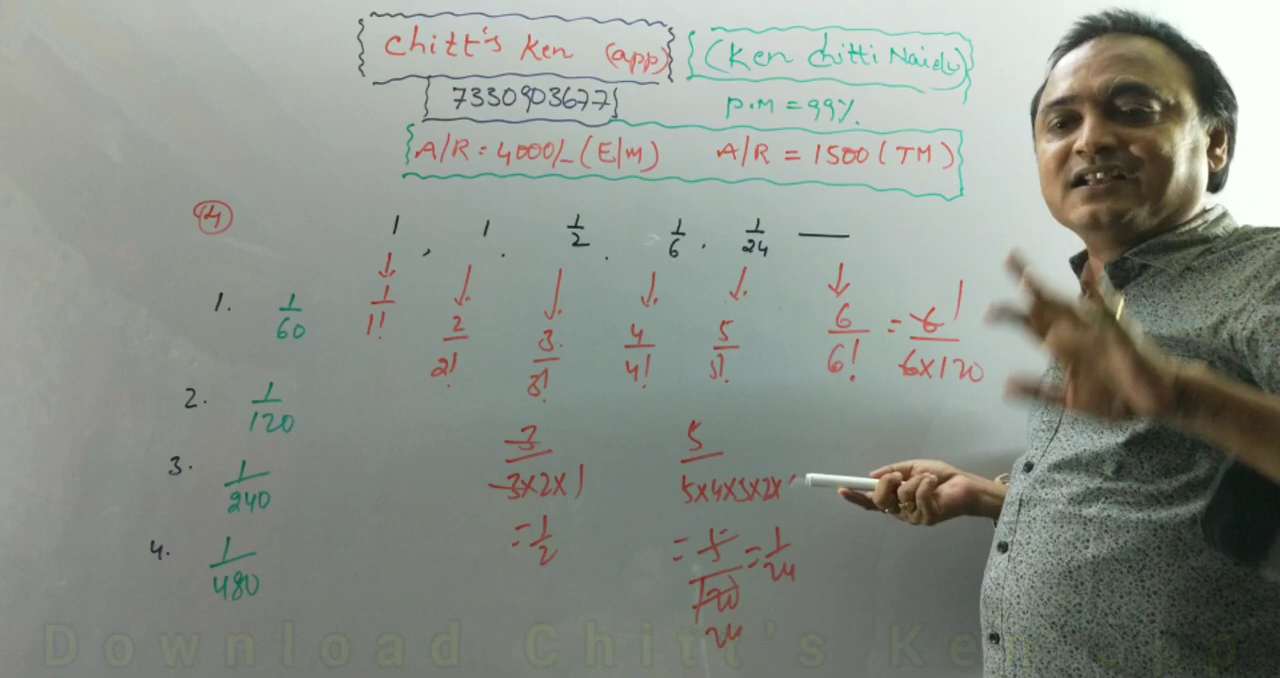 Chitt's Ken (app) (Ken Chitti Naidu)
7330903677 P.M = 99%.
A/R = 4000/- (E/M) A/R = 1500 (TM)
4
1 , 1 . 1/2 . 1/6 . 1/24 —
1. 1/60 1/1! 2/2! 3/3! 4/4! 5/5! 6/6! = 6/6x120 1
2. 1/120 3/3x2x1 5/5x4x3x2x1
3. 1/240 = 1/2 = 5/120 = 1/24
24
4. 1/480
Download Chitt's Ken app